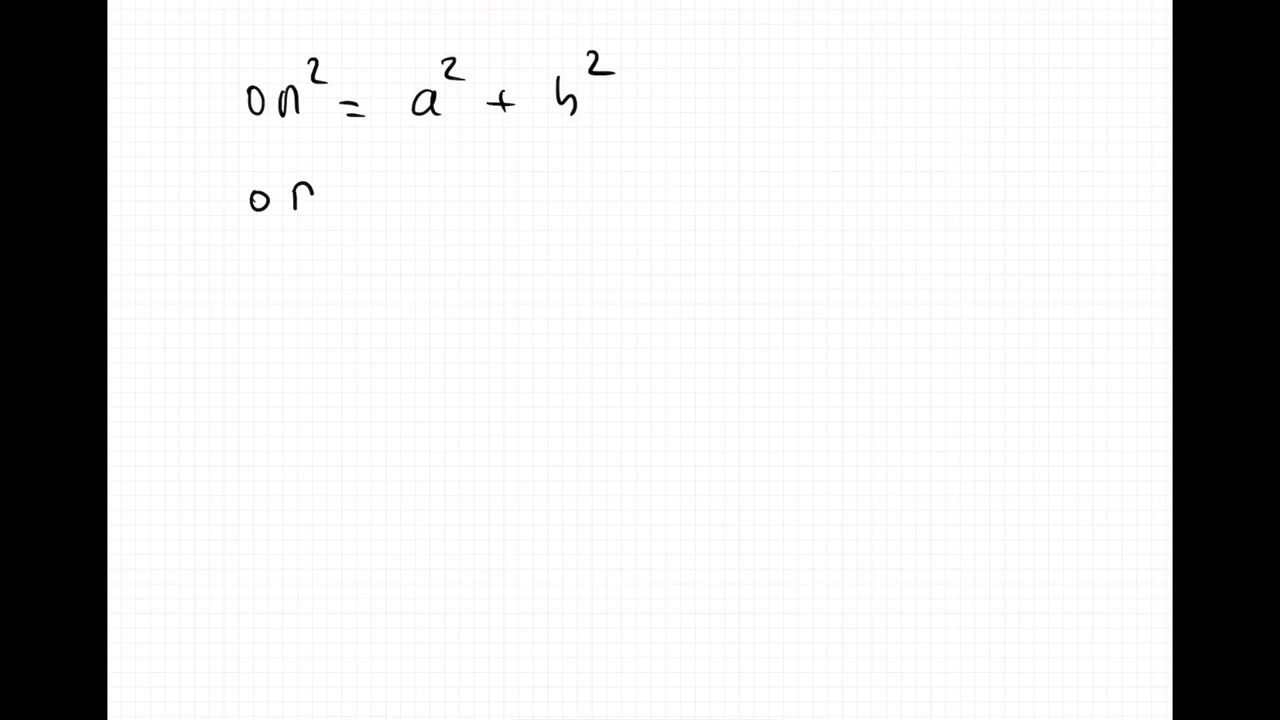 on² = a² + b²
or